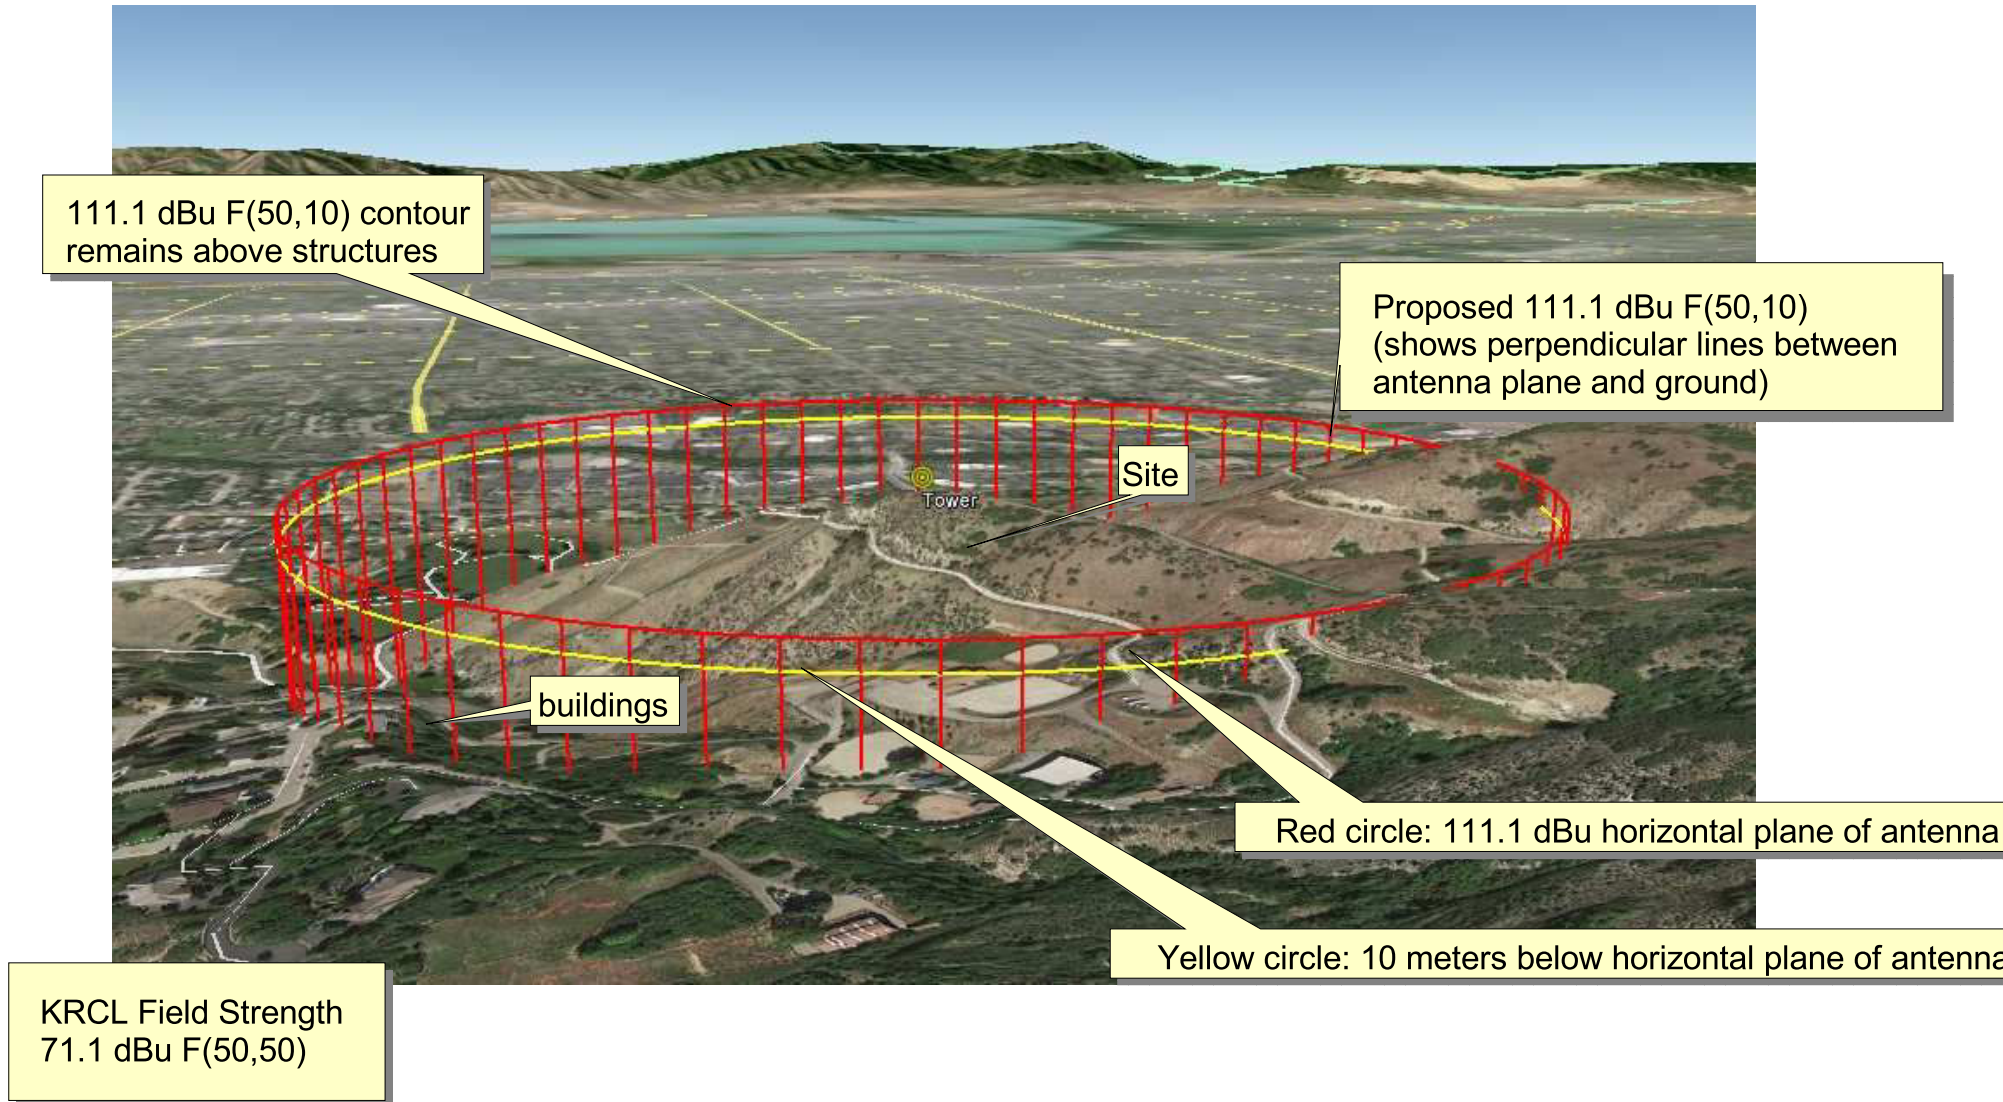 111.1 dBu F(50,10) contour
remains above structures
Proposed 111.1 dBu F(50,10)
(shows perpendicular lines between
antenna plane and ground)
Site
Tower
buildings
Red circle: 111.1 dBu horizontal plane of antenna
Yellow circle: 10 meters below horizontal plane of antenna
KRCL Field Strength
71.1 dBu F(50,50)